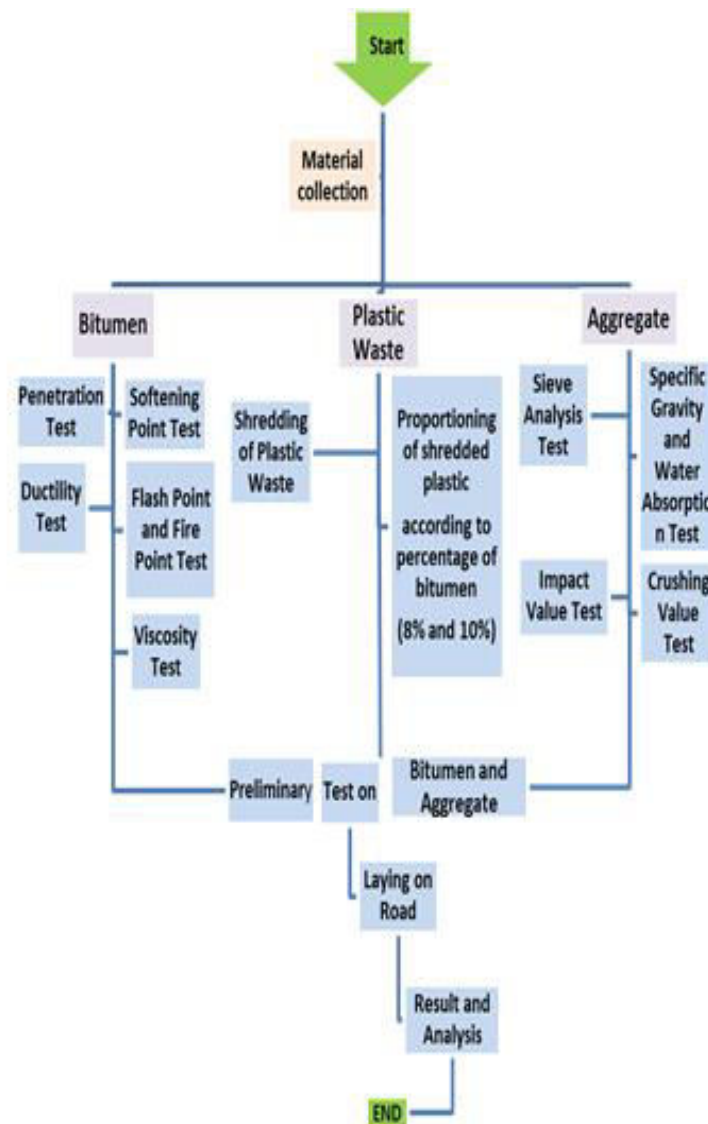 Start
Material
collection
Bitumen
Plastic
Waste
Aggregate
Penetration
Test
Softening
Point Test
Ductility
Test
Flash Point
and Fire
Point Test
Viscosity
Test
Shredding
of Plastic
Waste
Proportioning
of shredded
plastic
according to
percentage of
bitumen
(8% and 10%)
Sieve
Analysis
Test
Specific
Gravity
and
Water
Absorptio
n Test
Impact
Value Test
Crushing
Value
Test
Preliminary
Test on
Bitumen and
Aggregate
Laying on
Road
Result and
Analysis
END